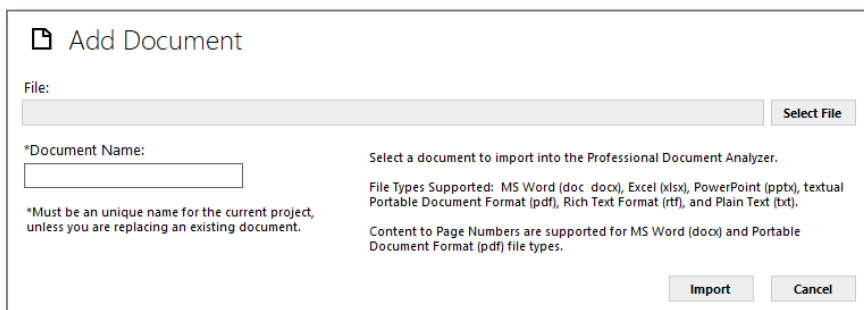 Add Document
File:
Select File
*Document Name:
*Must be an unique name for the current project,
unless you are replacing an existing document.
Select a document to import into the Professional Document Analyzer.
File Types Supported:  MS Word (doc  docx), Excel (xlsx), PowerPoint (pptx), textual
Portable Document Format (pdf), Rich Text Format (rtf), and Plain Text (txt).
Content to Page Numbers are supported for MS Word (docx) and Portable
Document Format (pdf) file types.
Import
Cancel